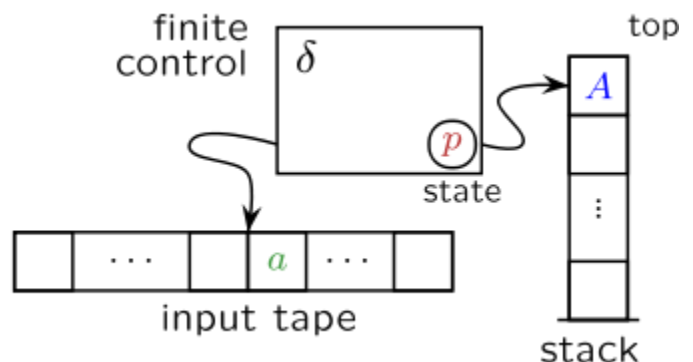 finite
control
δ
top
A
p
state
··· a ···
⋮
input tape
stack